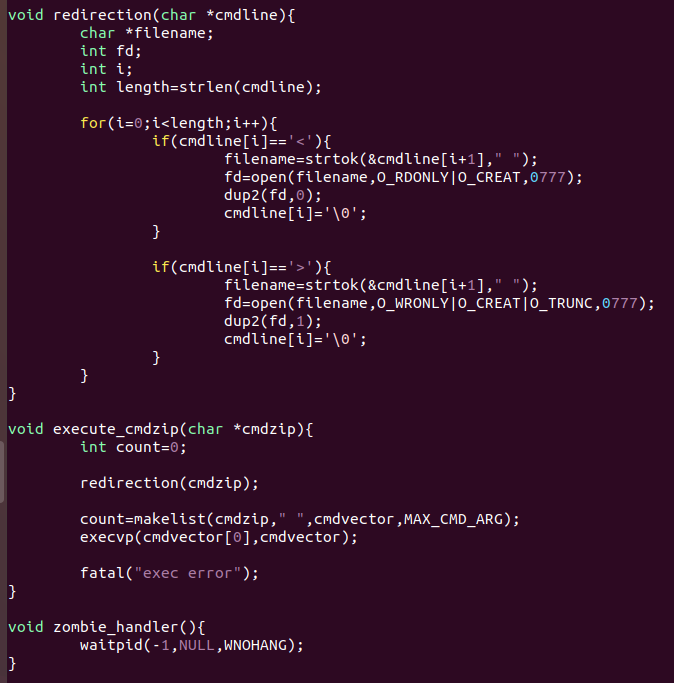 void redirection(char *cmdline){
        char *filename;
        int fd;
        int i;
        int length=strlen(cmdline);

        for(i=0;i<length;i++){
                if(cmdline[i]=='<'){
                        filename=strtok(&cmdline[i+1]," ");
                        fd=open(filename,O_RDONLY|O_CREAT,0777);
                        dup2(fd,0);
                        cmdline[i]='\0';
                }

                if(cmdline[i]=='>'){
                        filename=strtok(&cmdline[i+1]," ");
                        fd=open(filename,O_WRONLY|O_CREAT|O_TRUNC,0777);
                        dup2(fd,1);
                        cmdline[i]='\0';
                }
        }
}

void execute_cmdzip(char *cmdzip){
        int count=0;

        redirection(cmdzip);

        count=makelist(cmdzip," ",cmdvector,MAX_CMD_ARG);
        execvp(cmdvector[0],cmdvector);

        fatal("exec error");
}

void zombie_handler(){
        waitpid(-1,NULL,WNOHANG);
}